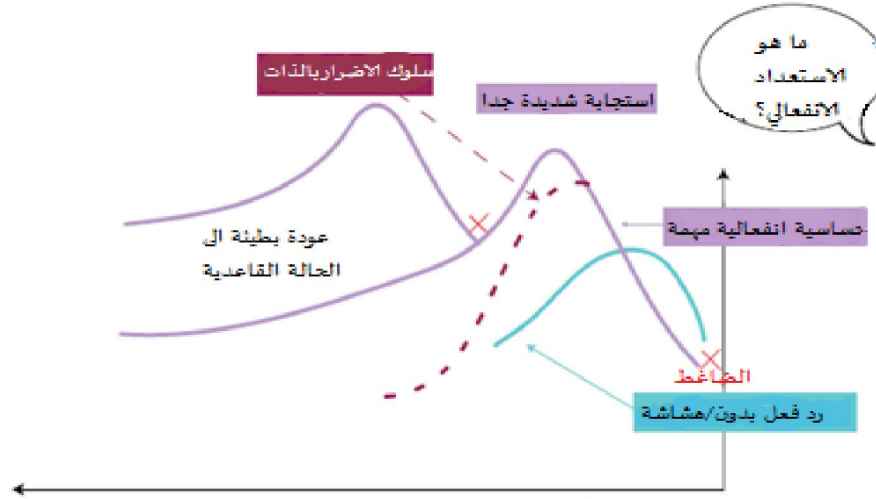 ما هو
الاستعداد
الانفعالي؟
سلوك الاضراربالذات
استجابة شديدة جدا
حساسية انفعالية مهمة
عودة بطيئة ال
الحالة القاعدية
الضاغط
رد فعل بدون/هشاشة